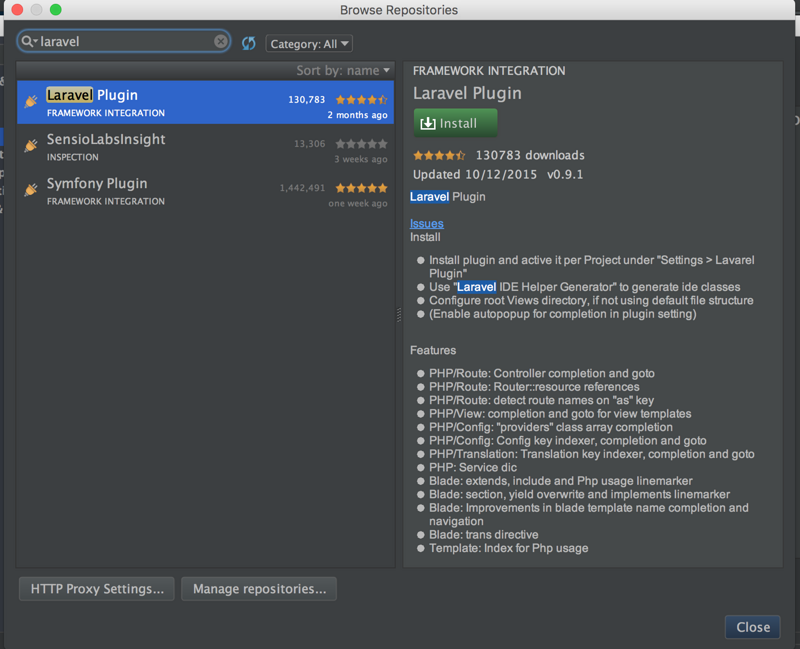 Browse Repositories
laravel
Category: All
Sort by: name
Laravel Plugin
130,783
FRAMEWORK INTEGRATION
2 months ago
SensioLabsInsight
13,306
INSPECTION
3 weeks ago
Symfony Plugin
1,442,491
FRAMEWORK INTEGRATION
one week ago
FRAMEWORK INTEGRATION
Laravel Plugin
Install
130783 downloads
Updated 10/12/2015 v0.9.1
Laravel Plugin
Issues
Install
Install plugin and active it per Project under "Settings > Lavarel
Plugin"
Use "Laravel IDE Helper Generator" to generate ide classes
Configure root Views directory, if not using default file structure
(Enable autopopup for completion in plugin setting)
Features
PHP/Route: Controller completion and goto
PHP/Route: Router::resource references
PHP/Route: detect route names on "as" key
PHP/View: completion and goto for view templates
PHP/Config: "providers" class array completion
PHP/Config: Config key indexer, completion and goto
PHP/Translation: Translation key indexer, completion and goto
PHP: Service dic
Blade: extends, include and Php usage linemarker
Blade: section, yield overwrite and implements linemarker
Blade: Improvements in blade template name completion and
navigation
Blade: trans directive
Template: Index for Php usage
HTTP Proxy Settings...
Manage repositories...
Close